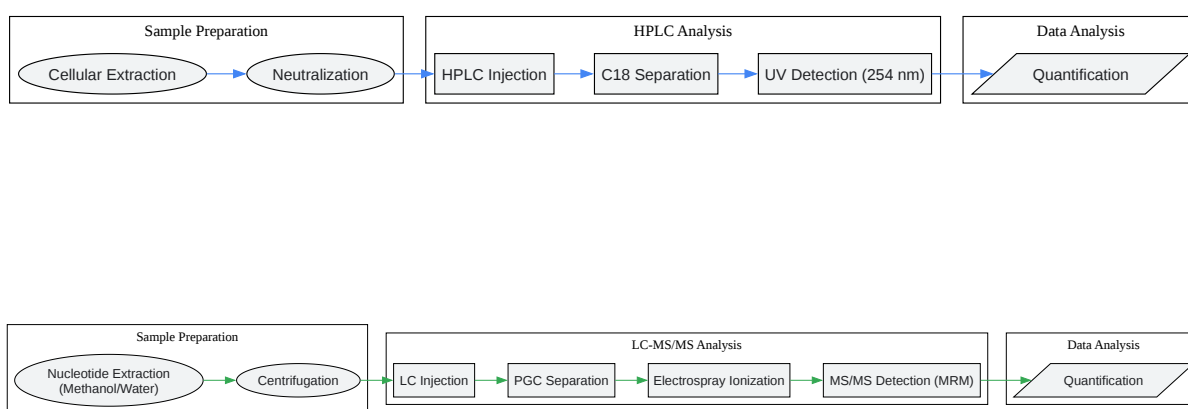 Sample Preparation
HPLC Analysis
Data Analysis
Cellular Extraction
Neutralization
HPLC Injection
C18 Separation
UV Detection (254 nm)
Quantification
Sample Preparation
LC-MS/MS Analysis
Data Analysis
Nucleotide Extraction
(Methanol/Water)
Centrifugation
LC Injection
PGC Separation
Electrospray Ionization
MS/MS Detection (MRM)
Quantification